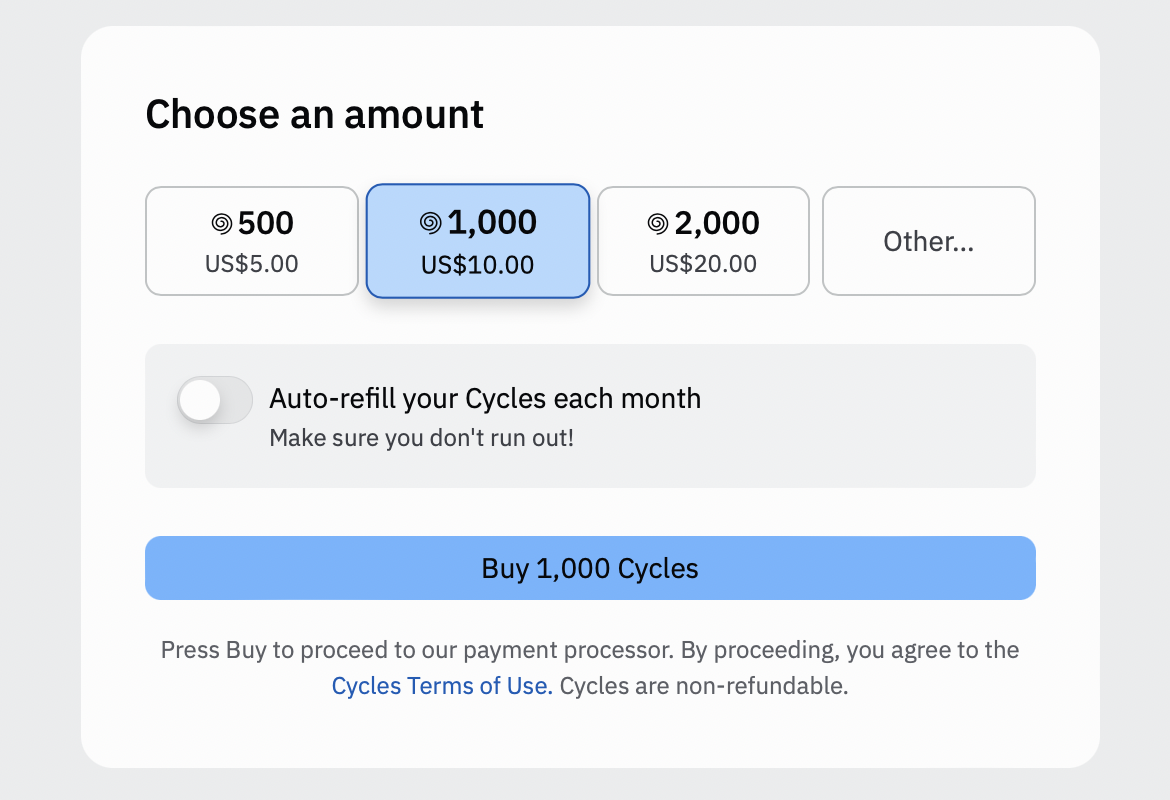 Choose an amount
500
US$5.00
1,000
US$10.00
2,000
US$20.00
Other...
Auto-refill your Cycles each month
Make sure you don't run out!
Buy 1,000 Cycles
Press Buy to proceed to our payment processor. By proceeding, you agree to the
Cycles Terms of Use. Cycles are non-refundable.